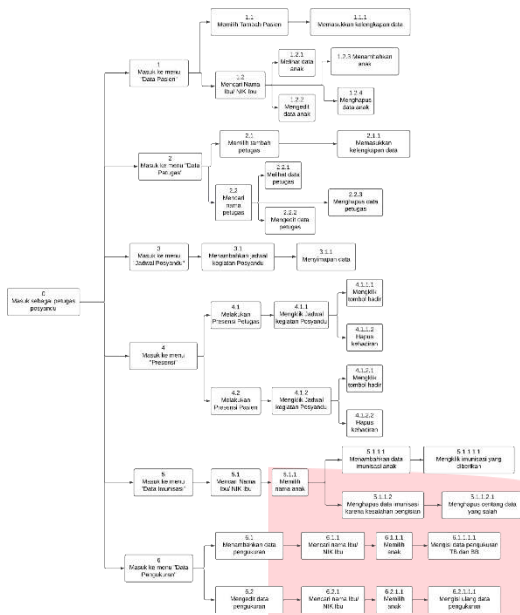 1.1
Memilih Tambah Pasien
1.1.1
Memasukkan kelengkapan data
1
Masuk ke menu
"Data Pasien"
1.2
Mencari Nama
Ibu/ NIK Ibu
1.2.1
Melihat data
anak
1.2.3 Menambahkan
anak
1.2.2
Mengedit
data anak
1.2.4
Menghapus
data anak
2
Masuk ke menu "Data
Petugas"
2.1
Memilih tambah
petugas
2.1.1
Memasukkan
kelengkapan data
2.2
Mencari
nama
petugas
2.2.1
Melihat data
petugas
2.2.2
Mengedit data
petugas
2.2.3
Menghapus data
petugas
3
Masuk ke menu
"Jadwal Posyandu"
3.1
Menambahkan jadwal
kegiatan Posyandu
3.1.1
Menyimpan data
0
Masuk sebagai petugas
posyandu
4
Masuk ke menu
"Presensi"
4.1
Melakukan
Presensi Petugas
4.1.1
Mengklik Jadwal
kegiatan Posyandu
4.1.1.1
Mengklik
tombol hadir
4.1.1.2
Hapus
kehadiran
4.2
Melakukan
Presensi Pasien
4.1.2
Mengklik Jadwal
kegiatan Posyandu
4.1.2.1
Mengklik
tombol hadir
4.1.2.2
Hapus
kehadiran
5
Masuk ke menu
"Data Imunisasi"
5.1
Mencari Nama
Ibu/ NIK Ibu
5.1.1
Memilih
nama anak
5.1.1.1
Menambahkan data
imunisasi anak
5.1.1.1.1
Mengklik imunisasi yang
diberikan
5.1.1.2
Menghapus data imunisasi
karena kesalahan pengisian
5.1.1.2.1
Menghapus centang data
yang salah
6
Masuk ke menu "Data
Pengukuran"
6.1
Menambahkan data
pengukuran
6.1.1
Mencari nama Ibu/
NIK Ibu
6.1.1.1
Memilih
anak
6.1.1.1.1
Mengisi data pengukuran
TB dan BB
6.2
Mengedit data
pengukuran
6.2.1
Mencari nama Ibu/
NIK Ibu
6.2.1.1
Memilih
anak
6.2.1.1.1
Mengisi ulang data
pengukuran